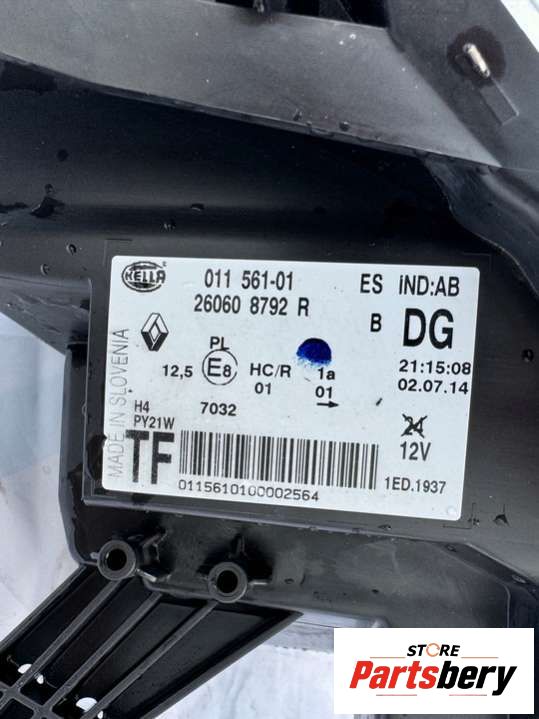 HELLA
011 561-01 ES IND:AB
26060 8792 R B DG
MADE IN SLOVENIA
PL
12,5 E8 HC/R 1a
01 01 →
21:15:08
02.07.14
H4 7032
PY21W
24
12V
TF
0115610100002564
1ED.1937
STORE
Partsbery